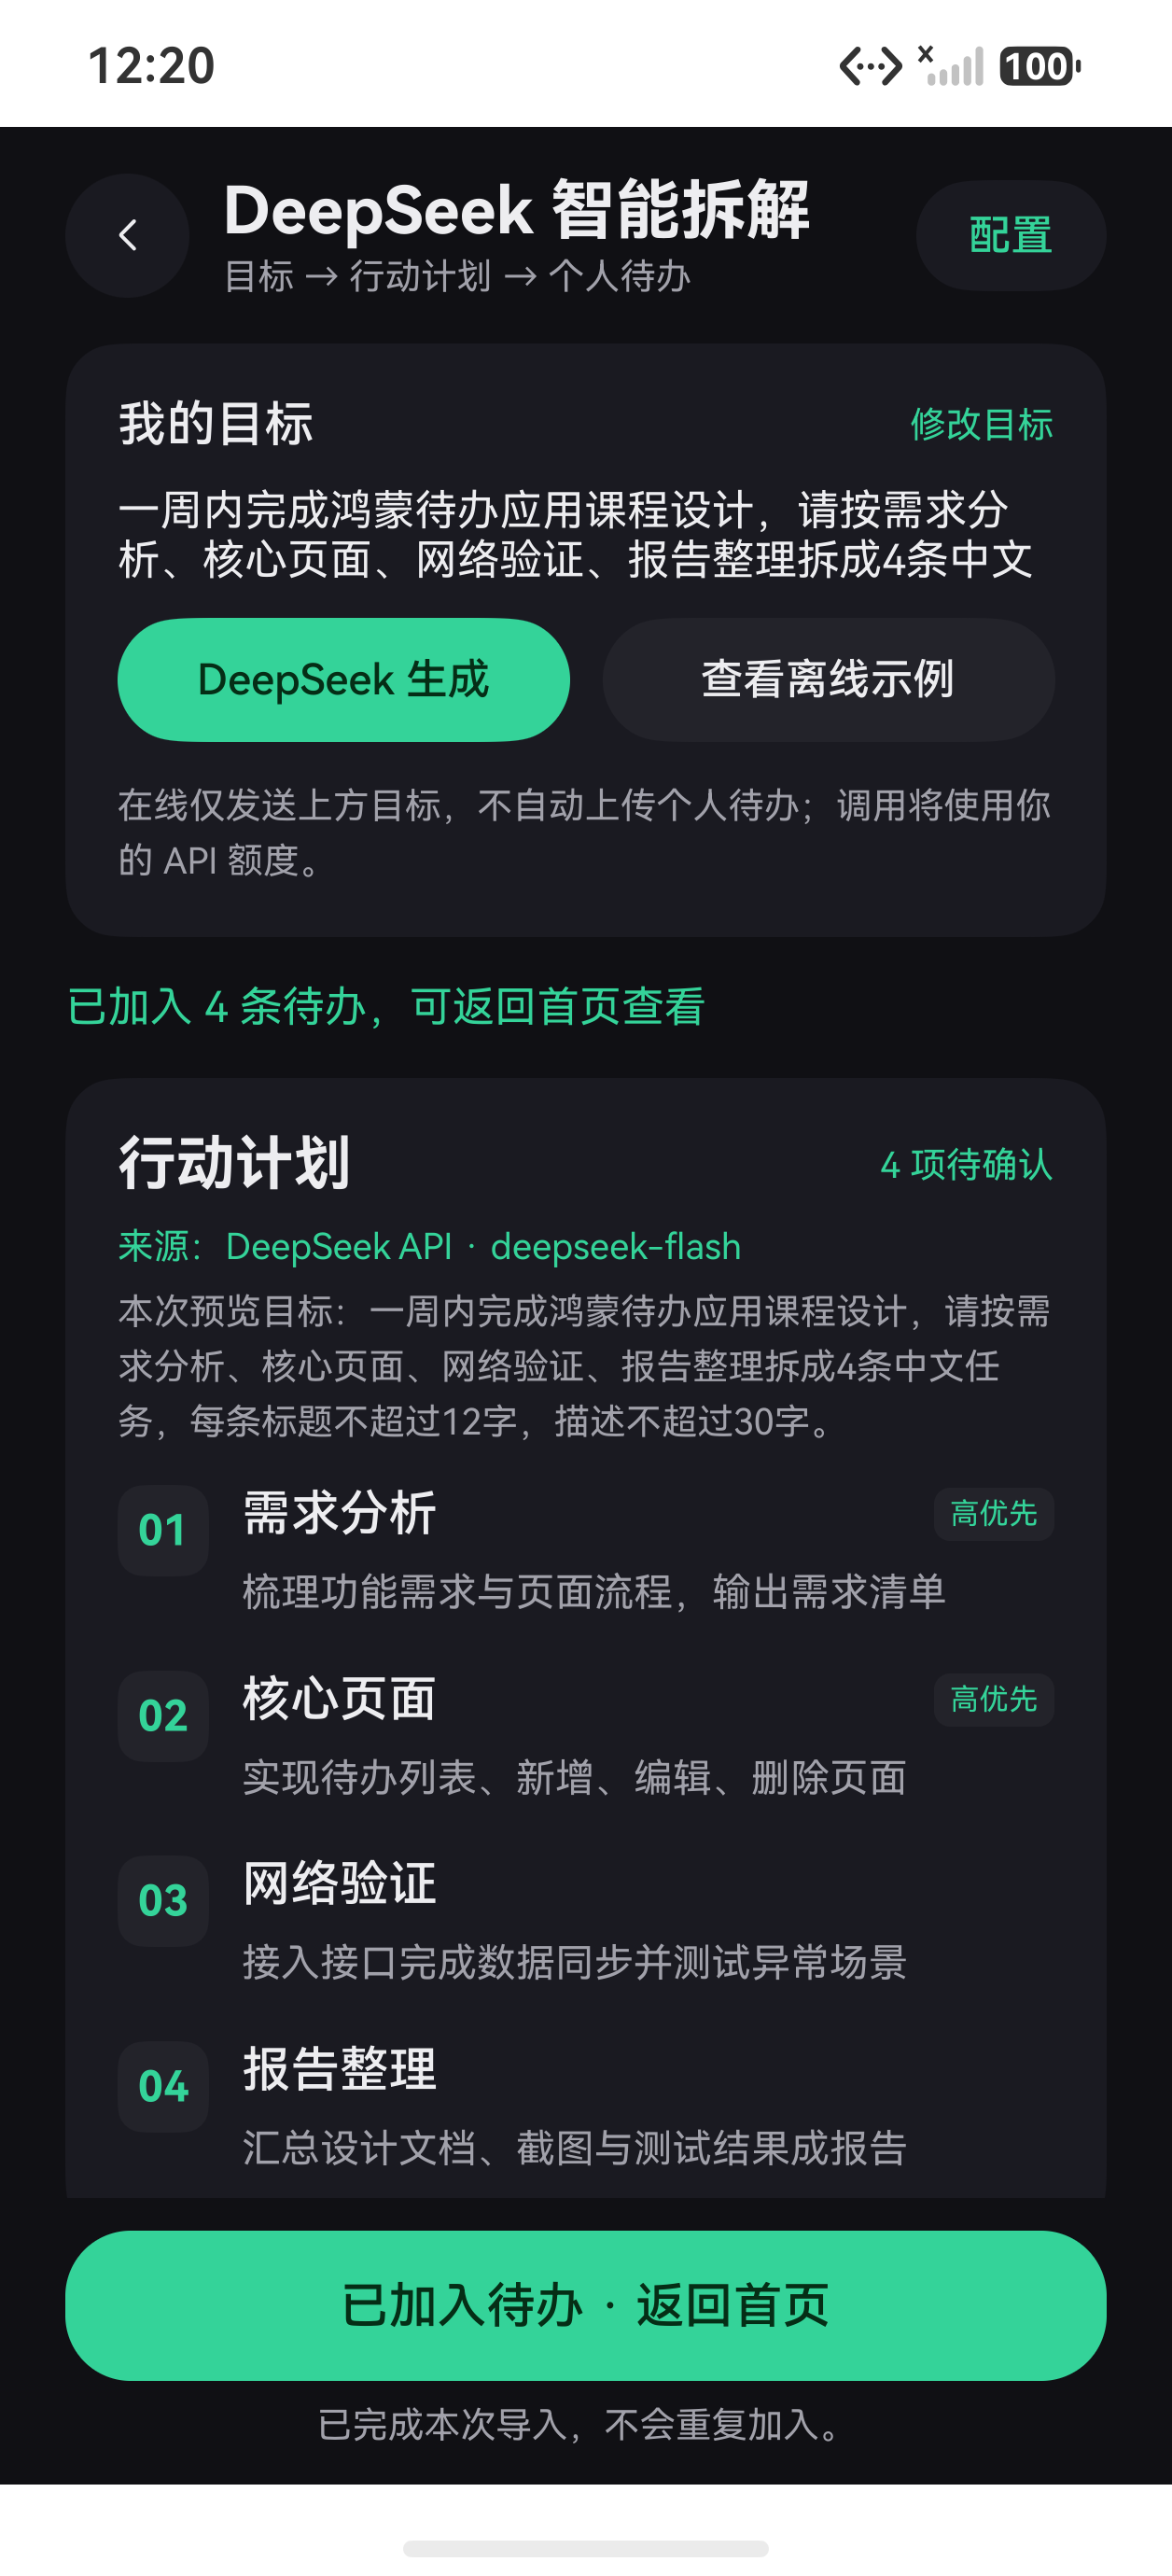 12:20
100
DeepSeek 智能拆解
目标 → 行动计划 → 个人待办
配置
我的目标
修改目标
一周内完成鸿蒙待办应用课程设计，请按需求分
析、核心页面、网络验证、报告整理拆成4条中文
DeepSeek 生成
查看离线示例
在线仅发送上方目标，不自动上传个人待办；调用将使用你
的 API 额度。
已加入 4 条待办，可返回首页查看
行动计划
4 项待确认
来源：DeepSeek API · deepseek-flash
本次预览目标：一周内完成鸿蒙待办应用课程设计，请按需
求分析、核心页面、网络验证、报告整理拆成4条中文任
务，每条标题不超过12字，描述不超过30字。
01
需求分析
高优先
梳理功能需求与页面流程，输出需求清单
02
核心页面
高优先
实现待办列表、新增、编辑、删除页面
03
网络验证
接入接口完成数据同步并测试异常场景
04
报告整理
汇总设计文档、截图与测试结果成报告
已加入待办 · 返回首页
已完成本次导入，不会重复加入。